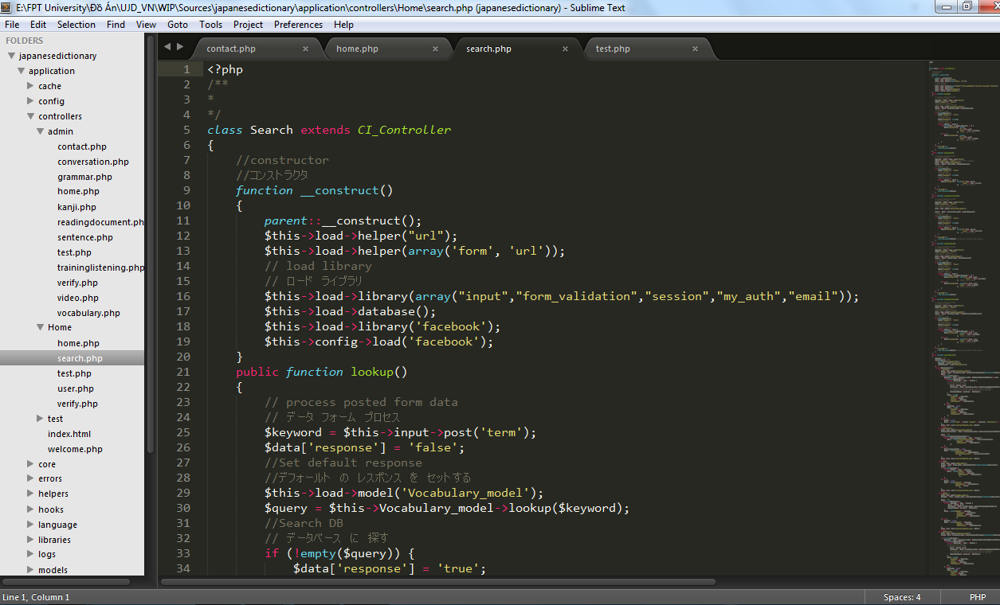 E:\FPT University\Đồ Án\UJD_VN\WIP\Sources\japanesedictionary\application\controllers\Home\search.php (japanesedictionary) - Sublime Text
File Edit Selection Find View Goto Tools Project Preferences Help
FOLDERS
japanesedictionary
application
cache
config
controllers
admin
contact.php
conversation.php
grammar.php
home.php
kanji.php
readingdocument.ph
sentence.php
test.php
traininglistening.php
verify.php
video.php
vocabulary.php
Home
home.php
search.php
test.php
user.php
verify.php
test
index.html
welcome.php
core
errors
helpers
hooks
language
libraries
logs
models
contact.php × home.php × search.php × test.php ×
1 <?php
2 /**
3 *
4 */
5 class Search extends CI_Controller
6 {
7 //constructor
8 //コンストラクタ
9 function __construct()
10 {
11 parent::__construct();
12 $this->load->helper("url");
13 $this->load->helper(array('form', 'url'));
14 // load library
15 // ロード ライブラリ
16 $this->load->library(array("input","form_validation","session","my_auth","email"));
17 $this->load->database();
18 $this->load->library('facebook');
19 $this->config->load('facebook');
20 }
21 public function lookup()
22 {
23 // process posted form data
24 // データ フォーム プロセス
25 $keyword = $this->input->post('term');
26 $data['response'] = 'false';
27 //Set default response
28 //デフォールト の レスポンス を セットする
29 $this->load->model('Vocabulary_model');
30 $query = $this->Vocabulary_model->lookup($keyword);
31 //Search DB
32 // データベース に 探す
33 if (!empty($query)) {
34 $data['response'] = 'true';
Line 1, Column 1 Spaces: 4 PHP